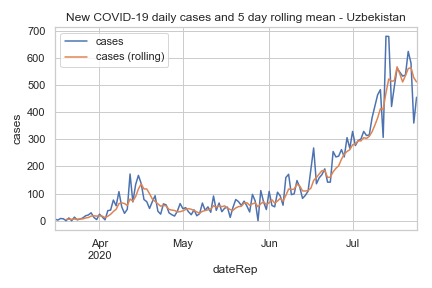 New COVID-19 daily cases and 5 day rolling mean - Uzbekistan
cases
cases (rolling)
700
600
500
400
300
200
100
0
cases
Apr
2020
May
Jun
Jul
dateRep